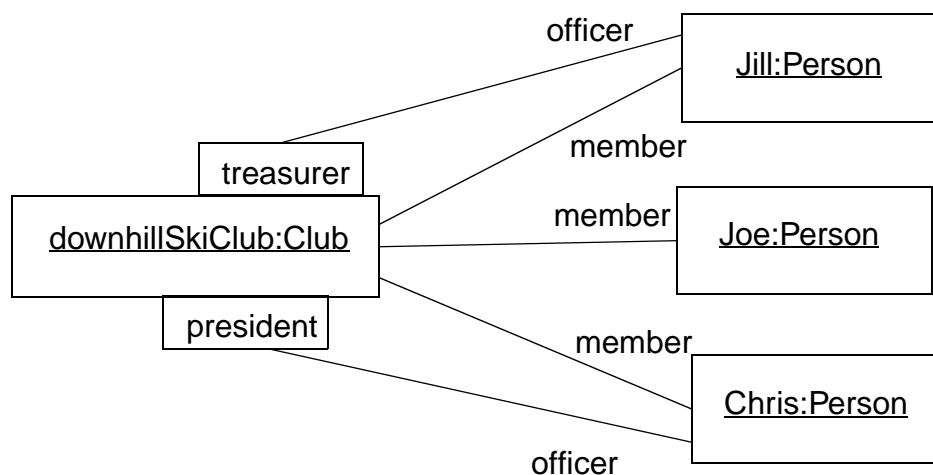 officer
Jill:Person
member
treasurer
member
downhillSkiClub:Club
Joe:Person
president
member
Chris:Person
officer